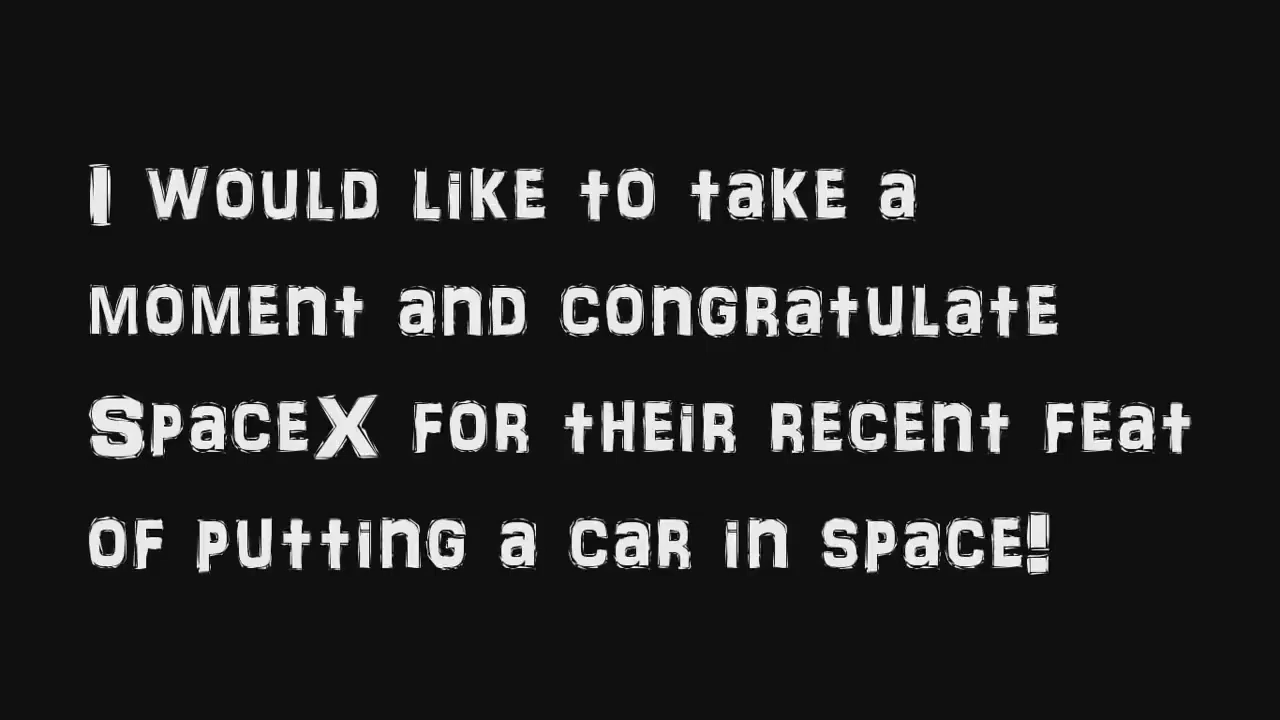 I would like to take a
moment and congratulate
SpaceX for their recent feat
of putting a car in space!